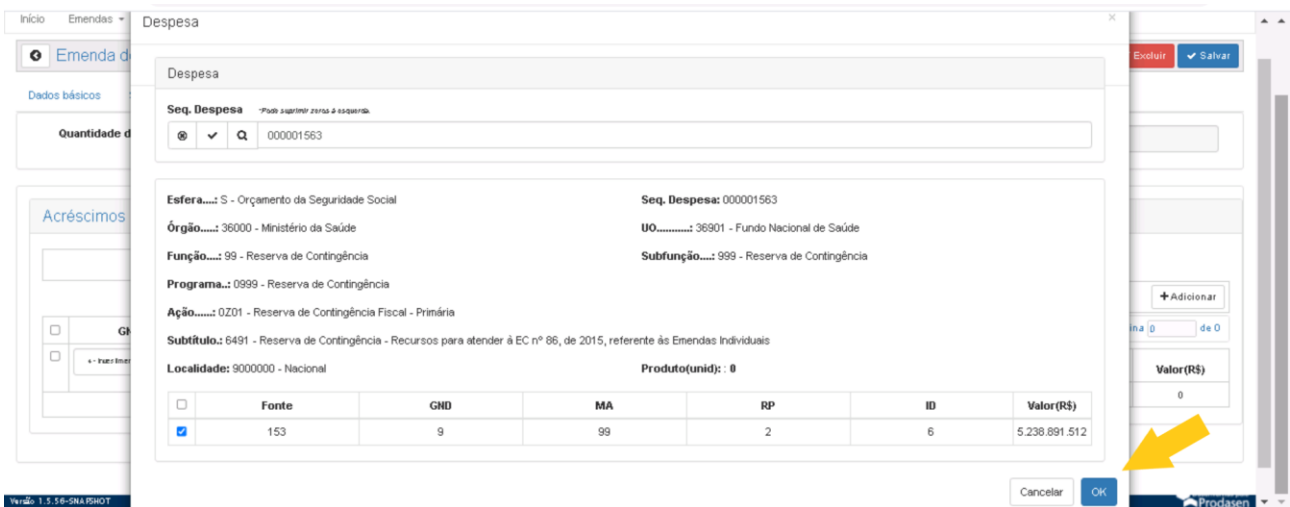 Início Emendas
Despesa ×
Emenda d
Excluir Salvar
Despesa
Dados básicos
Seq. Despesa *Pode suprimir zeros à esquerda.
Quantidade d
000001563
Esfera....: S - Orçamento da Seguridade Social Seq. Despesa: 000001563
Acréscimos
Órgão.....: 36000 - Ministério da Saúde UO...........: 36901 - Fundo Nacional de Saúde
Função....: 99 - Reserva de Contingência Subfunção....: 999 - Reserva de Contingência
Programa..: 0999 - Reserva de Contingência
+Adicionar
Ação......: 0Z01 - Reserva de Contingência Fiscal - Primária
GN
ina 0 de 0
Subtítulo.: 6491 - Reserva de Contingência - Recursos para atender à EC nº 86, de 2015, referente às Emendas Individuais
Localidade: 9000000 - Nacional Produto(unid): : 0
Valor(R$)
0
Fonte GND MA RP ID Valor(R$)
153 9 99 2 6 5.238.891.512
Cancelar OK
Versão 1.5.56-SNAPSHOT
Prodasen